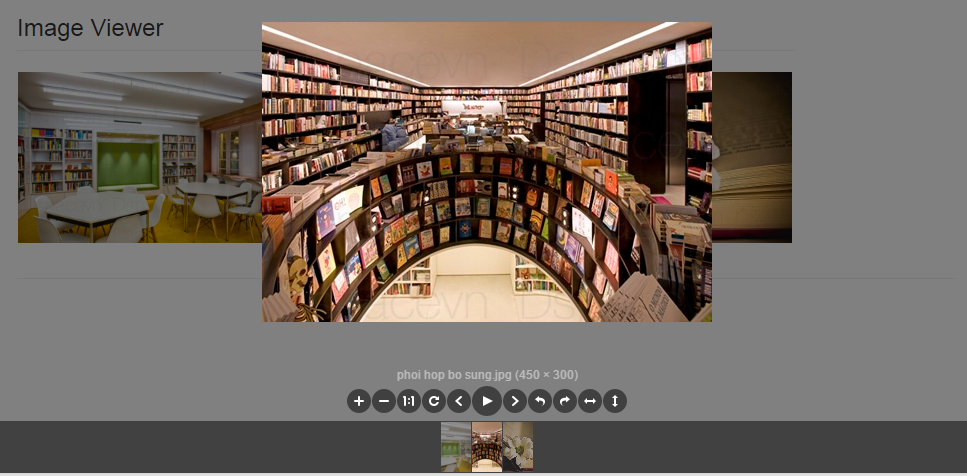 Image Viewer
phoi hop bo sung.jpg (450 × 300)
1:1